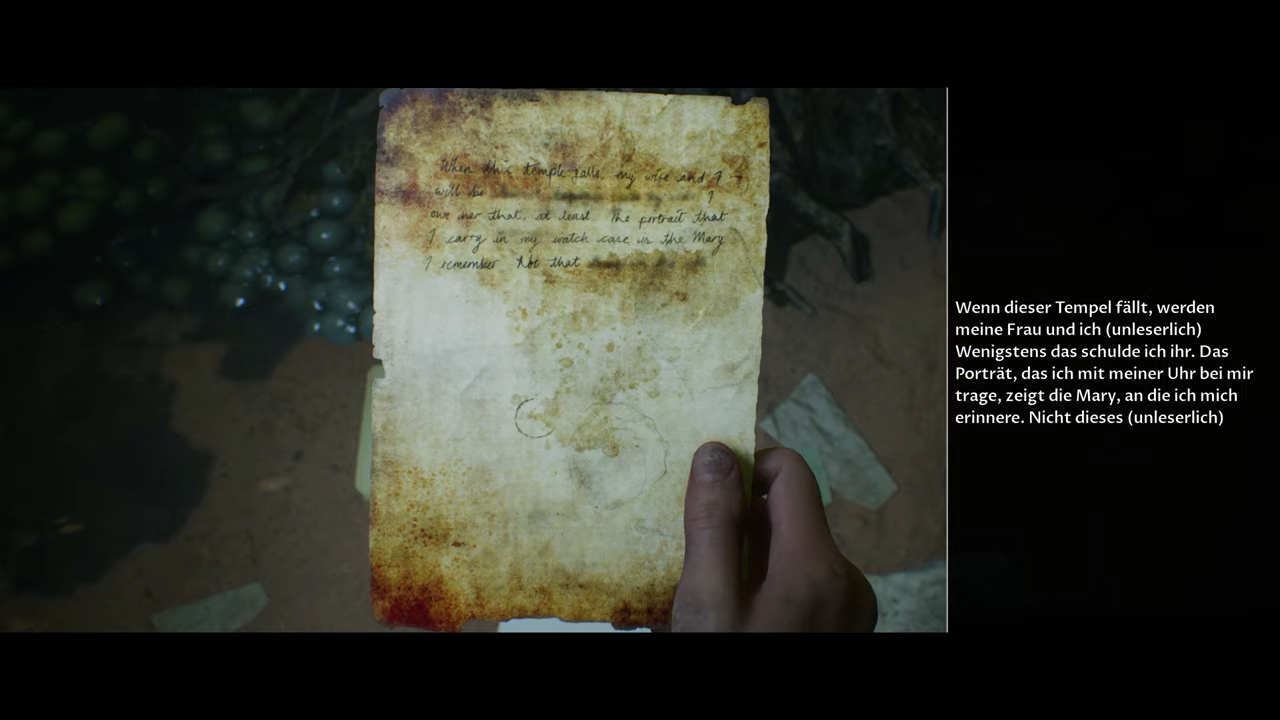 When this temple falls, my wife and I
will be
I
owe her that, at least. The portrait that
I carry in my watch case is the Mary
I remember. Not that
Wenn dieser Tempel fällt, werden
meine Frau und ich (unleserlich)
Wenigstens das schulde ich ihr. Das
Porträt, das ich mit meiner Uhr bei mir
trage, zeigt die Mary, an die ich mich
erinnere. Nicht dieses (unleserlich)